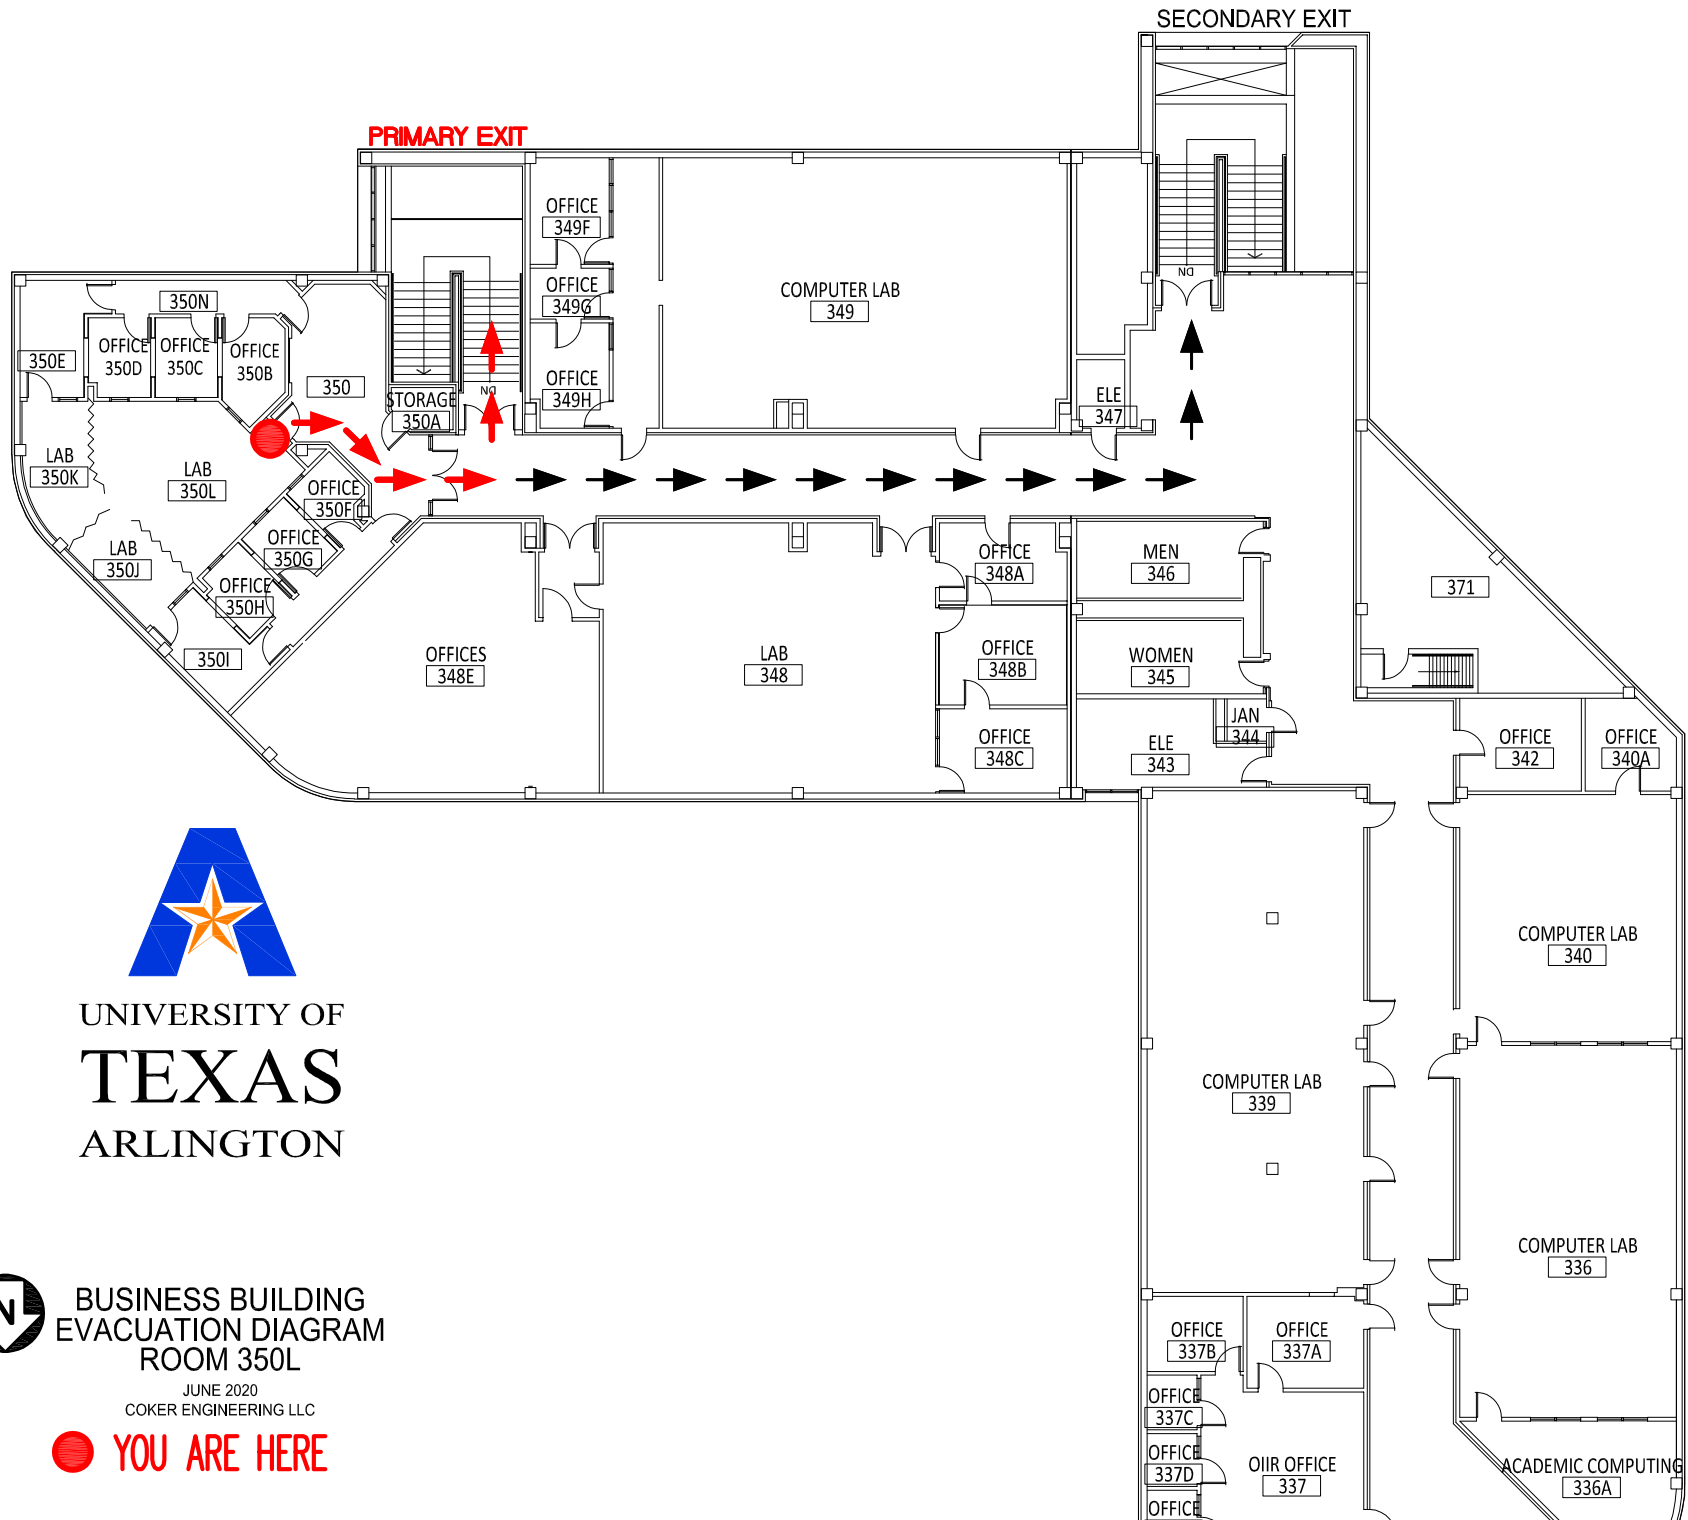 SECONDARY EXIT
PRIMARY EXIT
OFFICE
349F
OFFICE
349G
OFFICE
349H
COMPUTER LAB
349
DN
DN
ELE
347
350N
350E
OFFICE
350D
OFFICE
350C
OFFICE
350B
350
STORAGE
350A
LAB
350K
LAB
350L
OFFICE
350F
LAB
350J
OFFICE
350G
OFFICE
350H
350I
OFFICES
348E
LAB
348
OFFICE
348A
OFFICE
348B
OFFICE
348C
MEN
346
WOMEN
345
JAN
344
ELE
343
371
OFFICE
342
OFFICE
340A
COMPUTER LAB
340
COMPUTER LAB
339
COMPUTER LAB
336
OFFICE
337B
OFFICE
337A
OFFICE
337C
OFFICE
337D
OFFICE
OIIR OFFICE
337
ACADEMIC COMPUTING
336A
UNIVERSITY OF
TEXAS
ARLINGTON
N
BUSINESS BUILDING
EVACUATION DIAGRAM
ROOM 350L
JUNE 2020
COKER ENGINEERING LLC
YOU ARE HERE